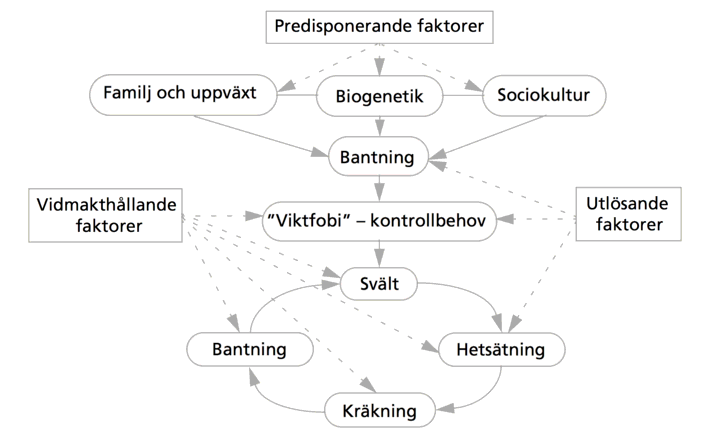 Predisponerande faktorer
Familj och uppväxt
Biogenetik
Sociokultur
Bantning
Vidmakthållande
faktorer
”Viktfobi” – kontrollbehov
Utlösande
faktorer
Svält
Bantning
Hetsätning
Kräkning